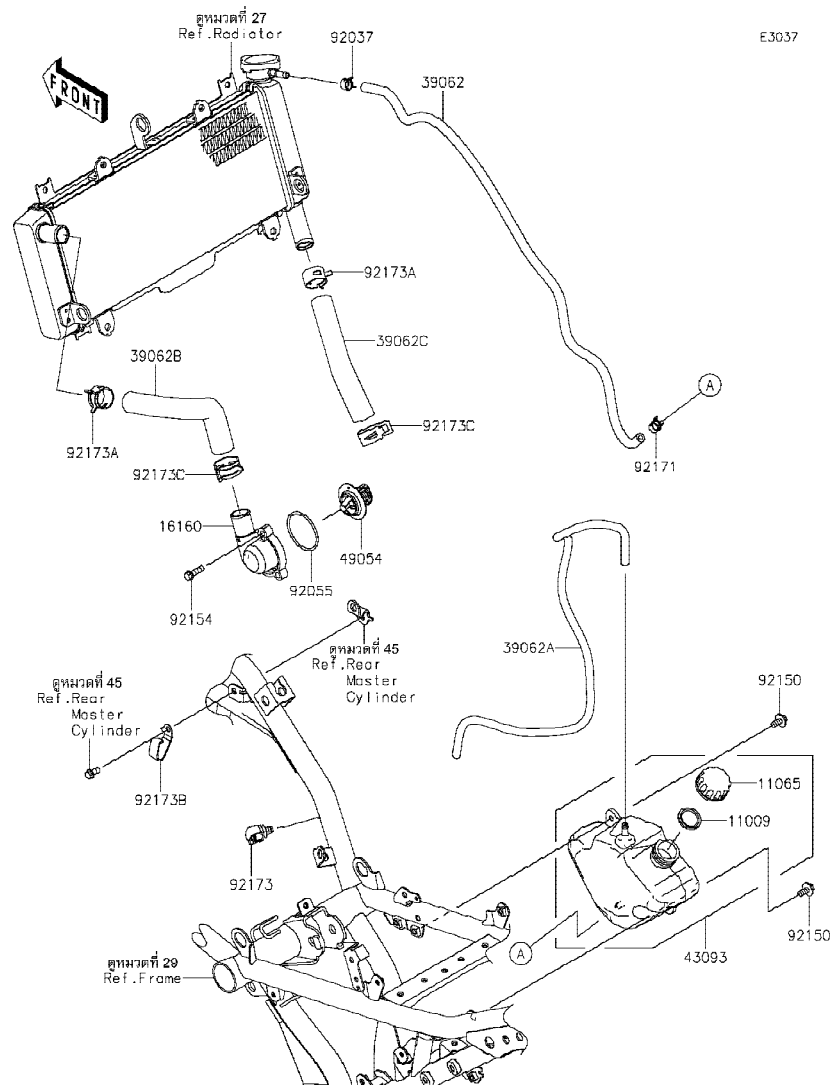 ดูหมวดที่ 27
Ref.Radiator
92037
E3037
39062
FRONT
92173A
39062C
39062B
A
92173C
92173A
92173C
92171
16160
49054
92055
92154
39062A
ดูหมวดที่ 45
Ref.Rear
Master
Cylinder
ดูหมวดที่ 45
Ref.Rear
Master
Cylinder
92150
11065
92173B
11009
92173
92150
A
43093
ดูหมวดที่ 29
Ref.Frame